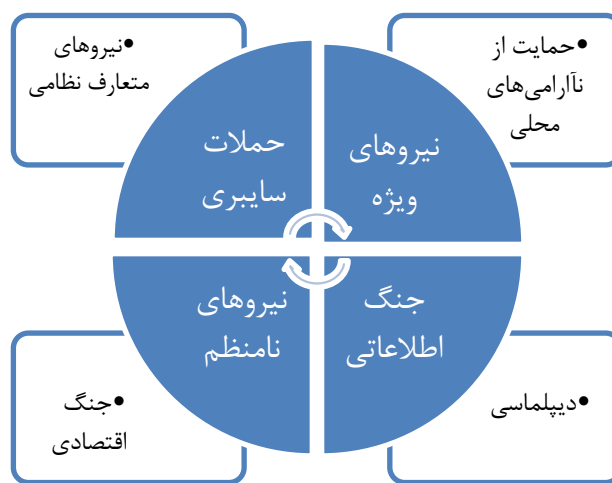 •حمایت از
ناآرامی‌های
محلی
•نیروهای
متعارف نظامی
نیروهای
ویژه
حملات
سایبری
جنگ
اطلاعاتی
نیروهای
نامنظم
•دیپلماسی
•جنگ
اقتصادی